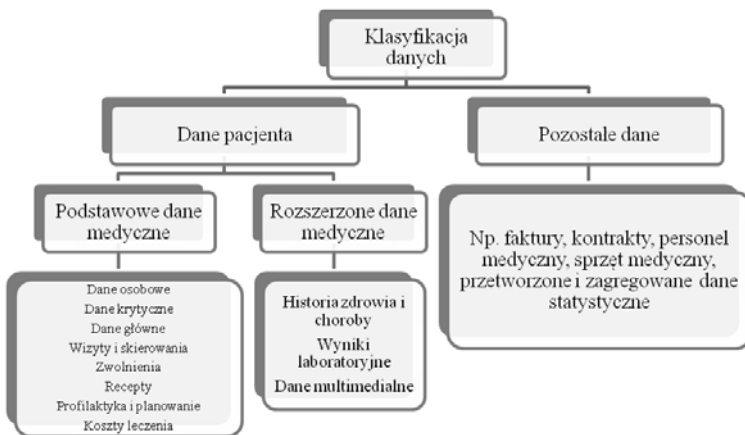 Klasyfikacja
danych
Dane pacjenta
Pozostałe dane
Podstawowe dane
medyczne
Rozszerzone dane
medyczne
Np. faktury, kontrakty, personel
medyczny, sprzęt medyczny,
przetworzone i zagregowane dane
statystyczne
Dane osobowe
Dane krytyczne
Dane główne
Wizyty i skierowania
Zwolnienia
Recepty
Profilaktyka i planowanie
Koszty leczenia
Historia zdrowia i
choroby
Wyniki
laboratoryjne
Dane multimedialne